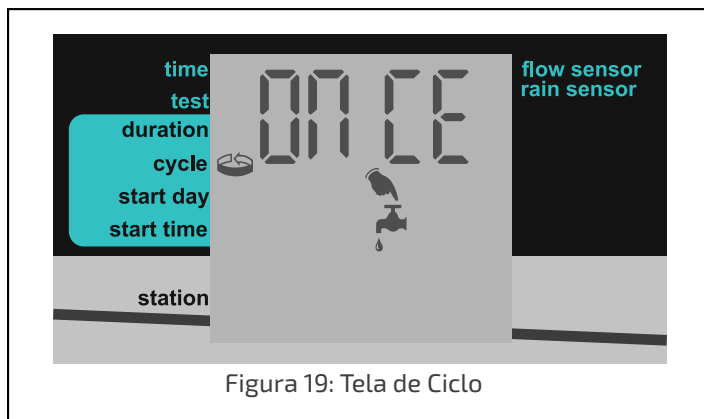 time
test
duration
cycle
start day
start time
station
ONCE
flow sensor
rain sensor
Figura 19: Tela de Ciclo